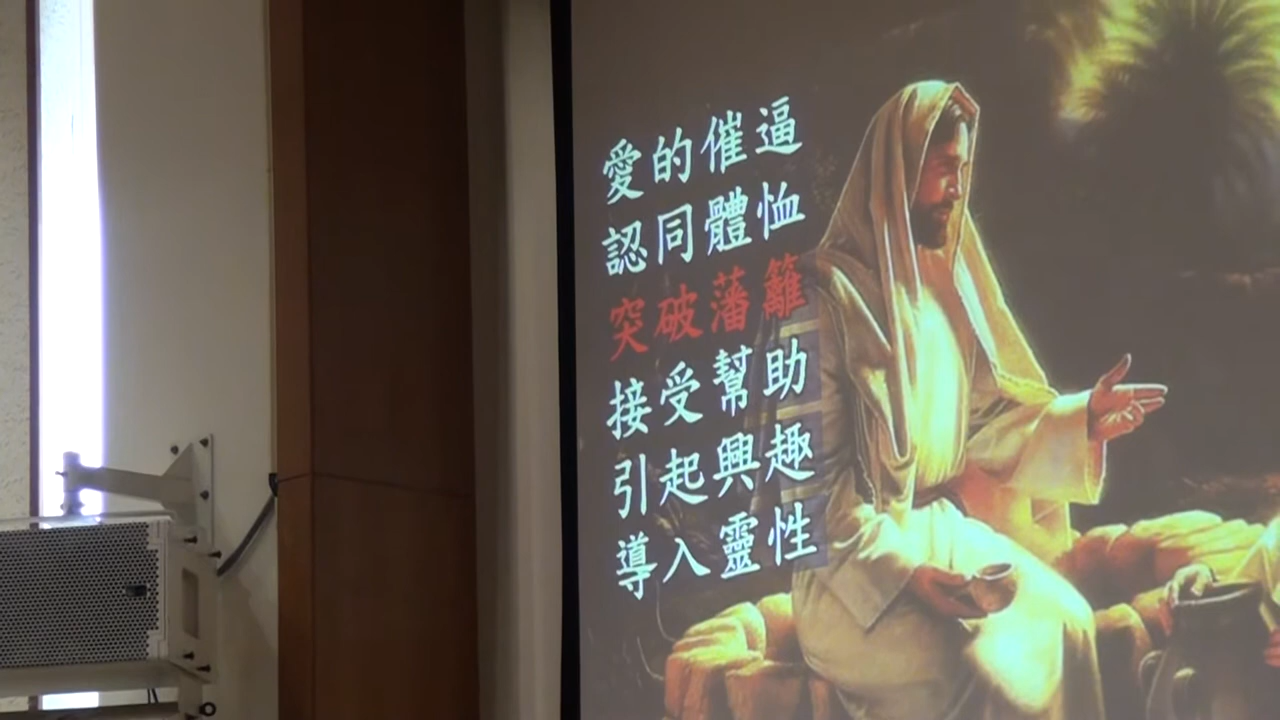 愛的催逼
認同體恤
突破藩籬
接受幫助
引起興趣
導入靈性